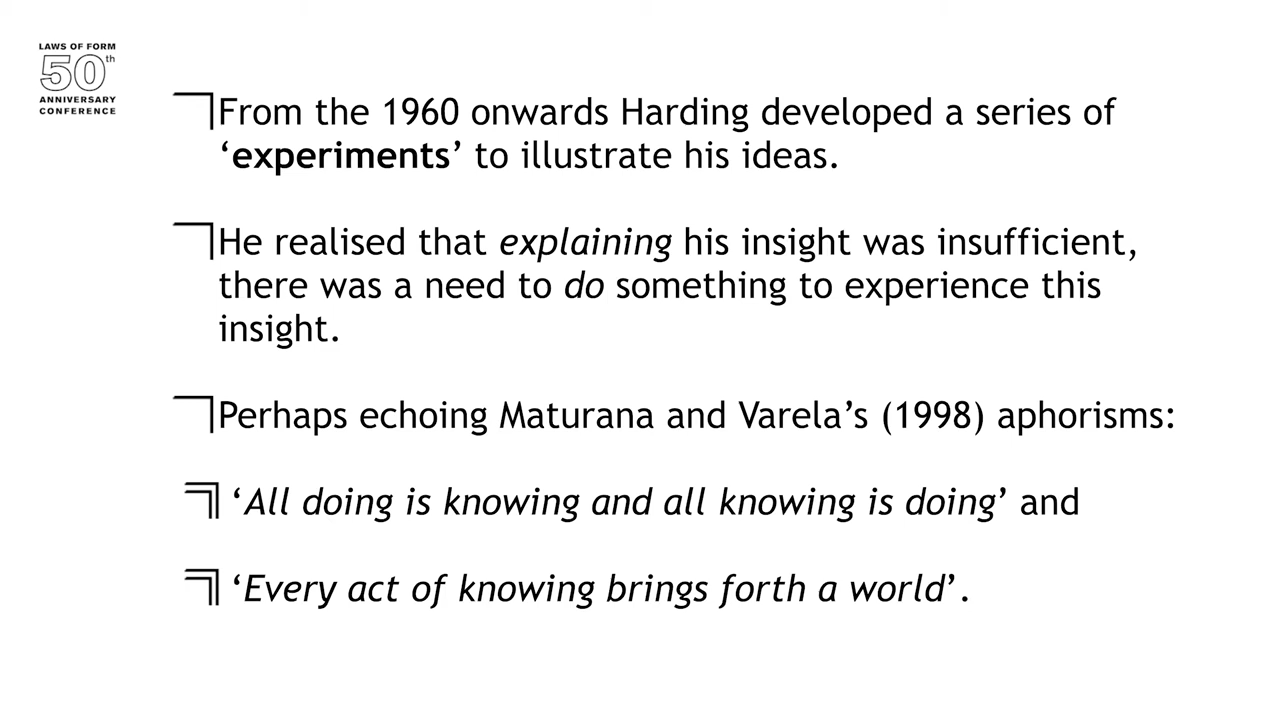 LAWS OF FORM
50th
ANNIVERSARY
CONFERENCE
From the 1960 onwards Harding developed a series of
‘experiments’ to illustrate his ideas.
He realised that explaining his insight was insufficient,
there was a need to do something to experience this
insight.
Perhaps echoing Maturana and Varela’s (1998) aphorisms:
‘All doing is knowing and all knowing is doing’ and
‘Every act of knowing brings forth a world’.